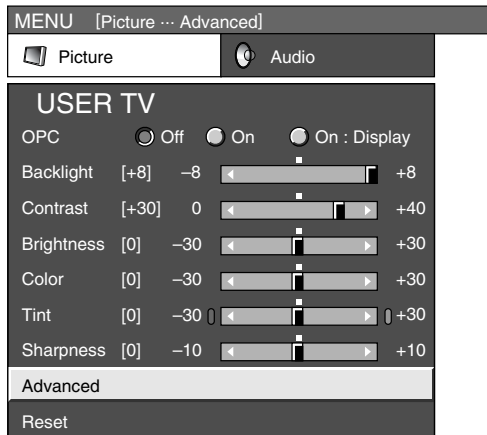 MENU [Picture ··· Advanced]
Picture Audio
USER TV
OPC Off On On : Display
Backlight [+8] –8 +8
Contrast [+30] 0 +40
Brightness [0] –30 +30
Color [0] –30 +30
Tint [0] –30 +30
Sharpness [0] –10 +10
Advanced
Reset